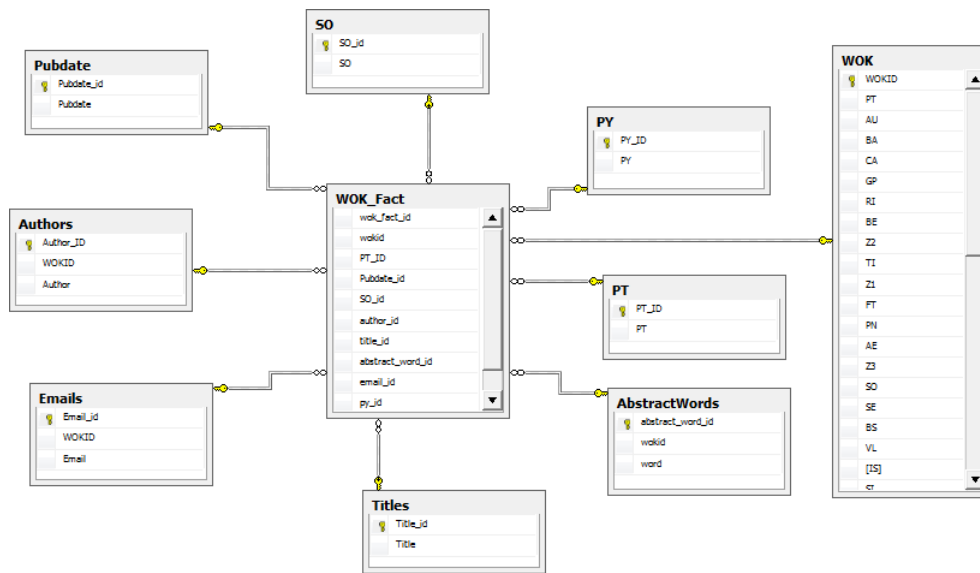 SO
SO_id
SO
Pubdate
Pubdate_id
Pubdate
WOK
WOKID
PT
AU
BA
CA
GP
RI
BE
Z2
TI
Z1
FT
PN
AE
Z3
SO
SE
BS
VL
[IS]
SI
PY
PY_ID
PY
WOK_Fact
wok_fact_id
wokid
PT_ID
Pubdate_id
SO_id
author_id
title_id
abstract_word_id
email_id
py_id
Authors
Author_ID
WOKID
Author
PT
PT_ID
PT
Emails
Email_id
WOKID
Email
AbstractWords
abstract_word_id
wokid
word
Titles
Title_id
Title